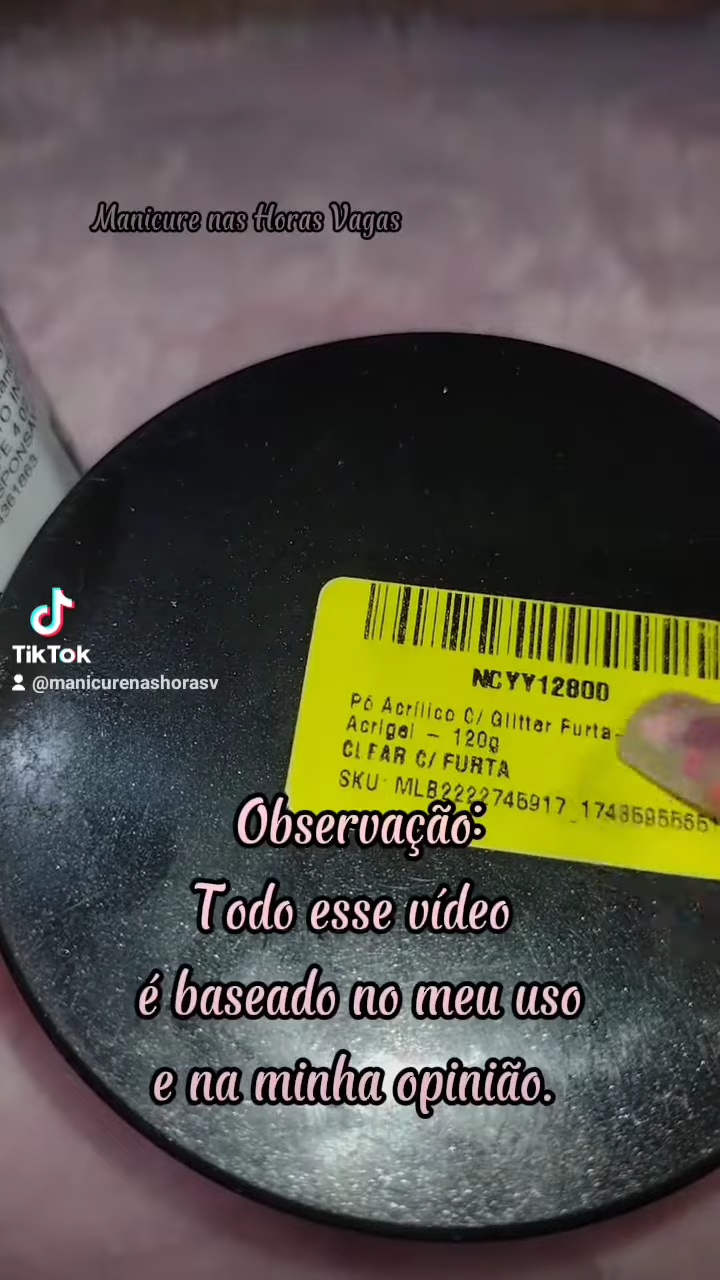 Manicure nas Horas Vagas
NCYY12800
Pó Acrílico C/ Glitter Furta-
Acrigel – 120g
CLEAR C/ FURTA
SKU: MLB2222745917_174
TikTok
@manicurenashorasv
Observação:
Todo esse vídeo
é baseado no meu uso
e na minha opinião.